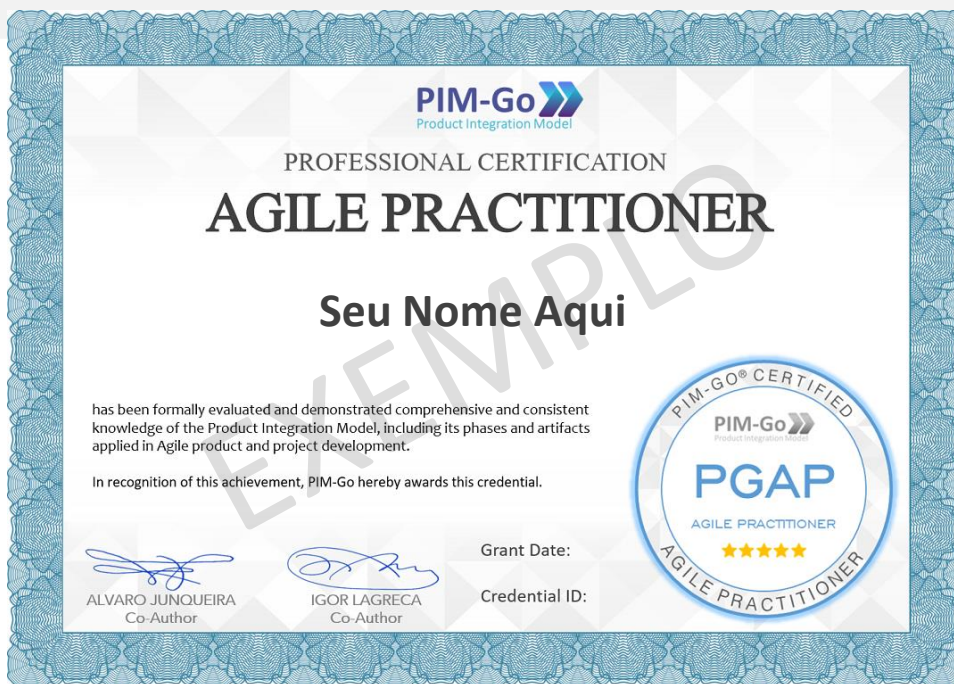 PIM-Go
Product Integration Model
PROFESSIONAL CERTIFICATION
AGILE PRACTITIONER
EXEMPLO
Seu Nome Aqui
has been formally evaluated and demonstrated comprehensive and consistent
knowledge of the Product Integration Model, including its phases and artifacts
applied in Agile product and project development.
In recognition of this achievement, PIM-Go hereby awards this credential.
ALVARO JUNQUEIRA
Co-Author
IGOR LAGRECA
Co-Author
Grant Date:
Credential ID:
PIM-GO® CERTIFIED
PIM-Go
Product Integration Model
PGAP
AGILE PRACTITIONER
AGILE PRACTITIONER